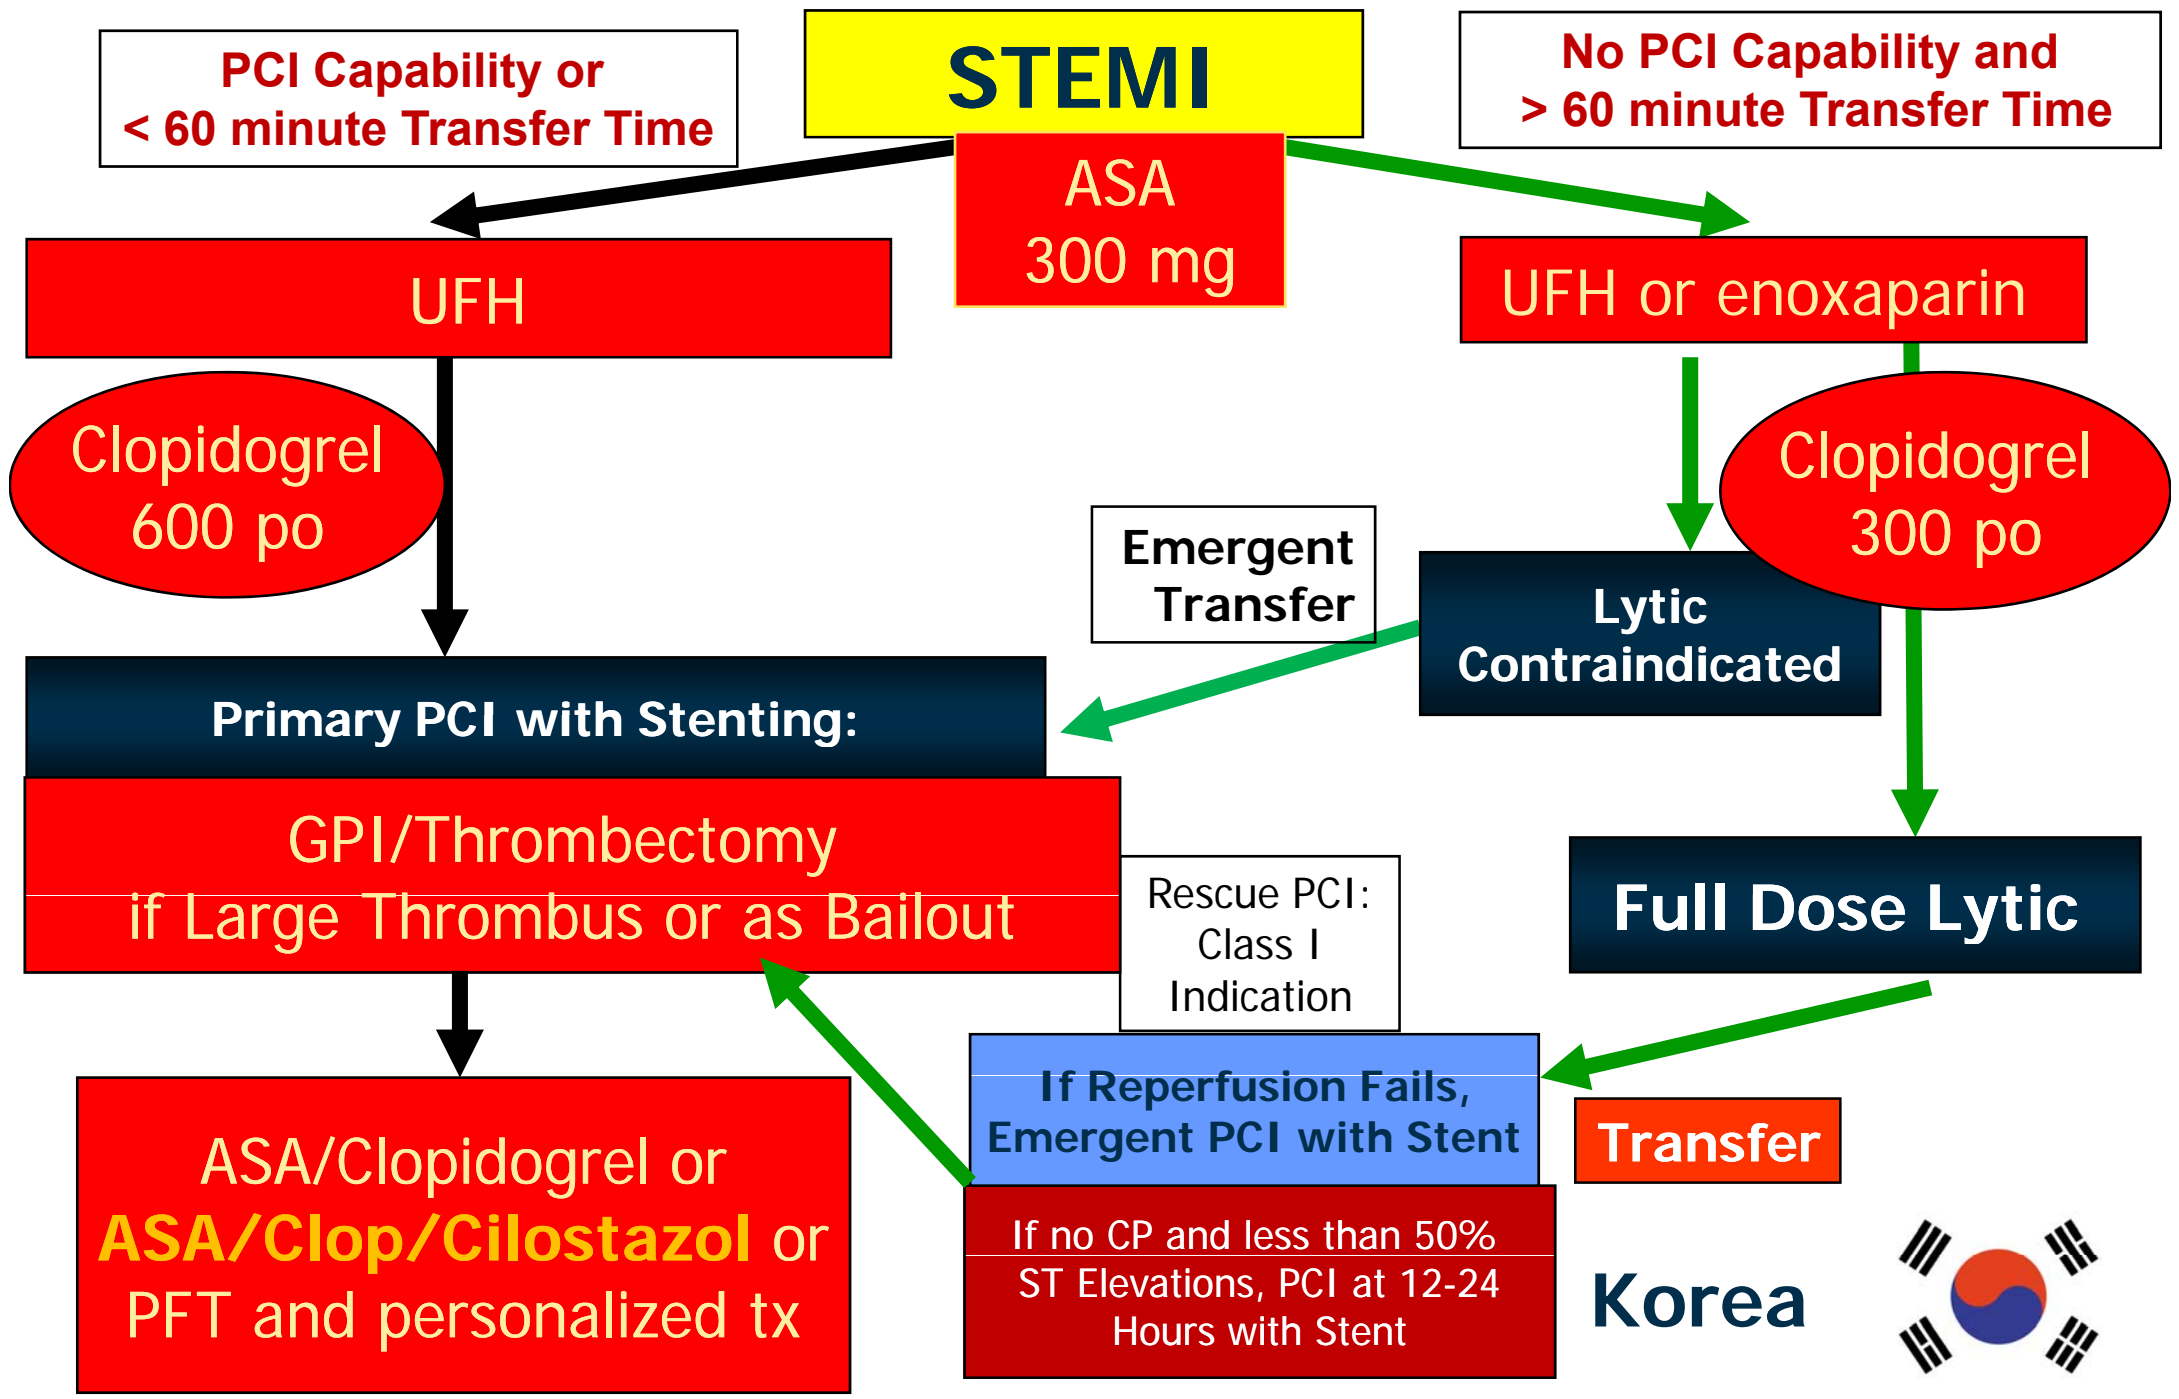 PCI Capability or
< 60 minute Transfer Time
STEMI
No PCI Capability and
> 60 minute Transfer Time
ASA
300 mg
UFH
UFH or enoxaparin
Clopidogrel
600 po
Clopidogrel
300 po
Emergent
Transfer
Lytic
Contraindicated
Primary PCI with Stenting:
GPI/Thrombectomy
if Large Thrombus or as Bailout
Rescue PCI:
Class I
Indication
Full Dose Lytic
If Reperfusion Fails,
Emergent PCI with Stent
Transfer
ASA/Clopidogrel or
ASA/Clop/Cilostazol or
PFT and personalized tx
If no CP and less than 50%
ST Elevations, PCI at 12-24
Hours with Stent
Korea